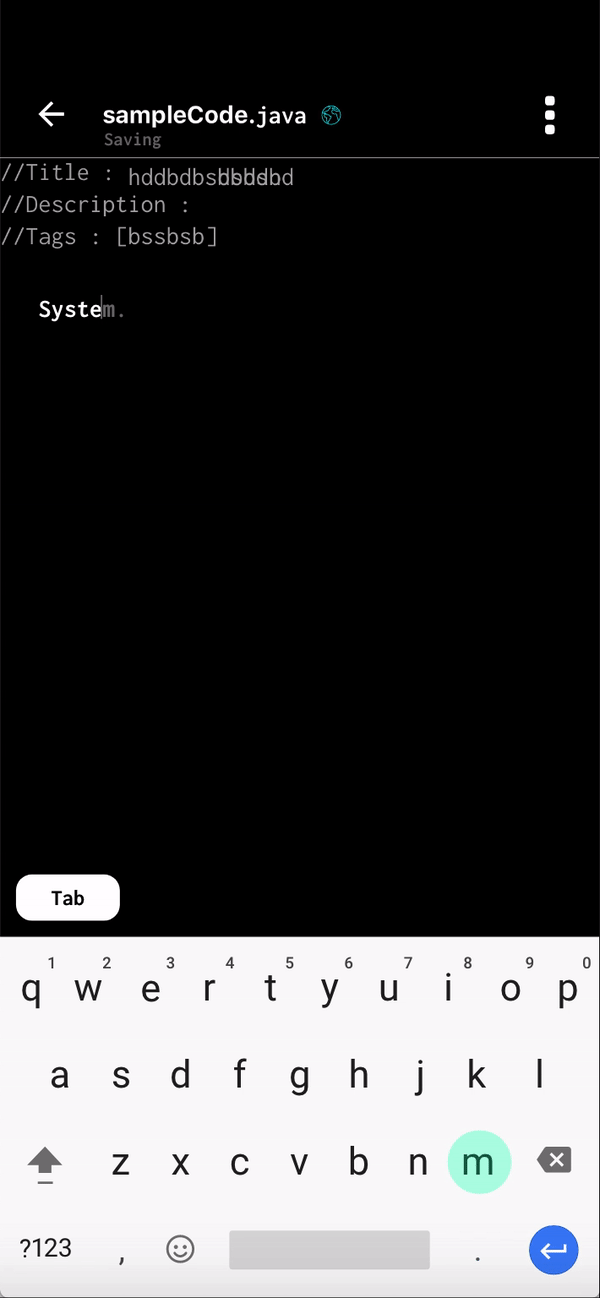 sampleCode.java
Saving
//Title :
//Description :
//Tags : [bssbsb]
System.
Tab
1 2 3 4 5 6 7 8 9 0
q w e r t y u i o p
a s d f g h j k l
z x c v b n m
?123 , .